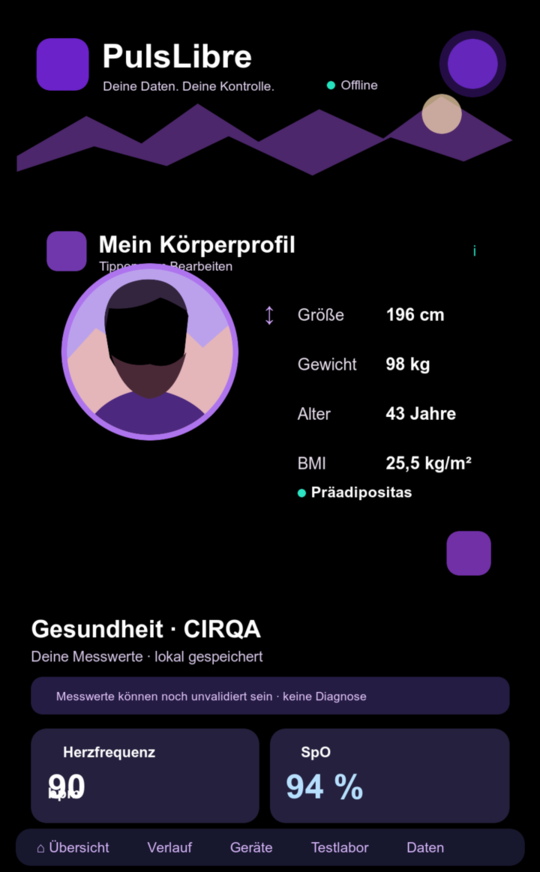 PulsLibre
Deine Daten. Deine Kontrolle.
Offline
Mein Körperprofil
Bearbeiten
i
↕ Größe 196 cm
Gewicht 98 kg
Alter 43 Jahre
BMI 25,5 kg/m²
Präadipositas
Gesundheit · CIRQA
Deine Messwerte · lokal gespeichert
Messwerte können noch unvalidiert sein · keine Diagnose
Herzfrequenz
90
SpO
94 %
⌂ Übersicht Verlauf Geräte Testlabor Daten